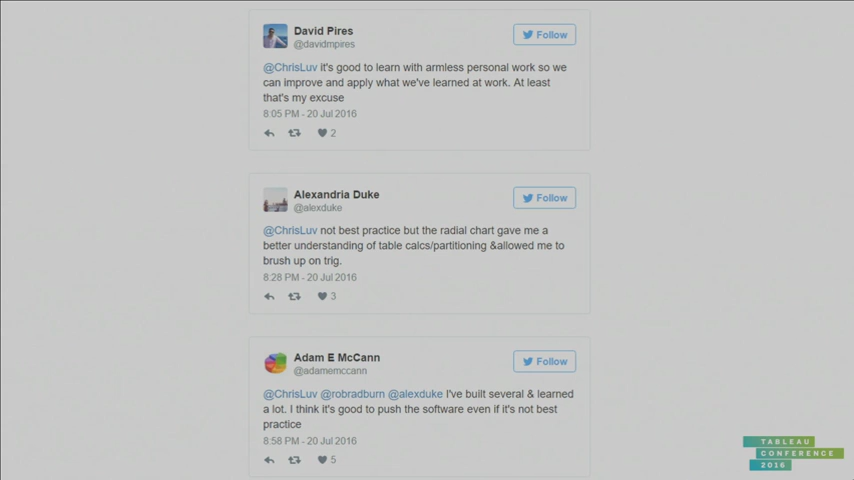 David Pires
@davidmpires
Follow
@ChrisLuv it's good to learn with armless personal work so we
can improve and apply what we've learned at work. At least
that's my excuse
8:05 PM - 20 Jul 2016
2
Alexandria Duke
@alexduke
Follow
@ChrisLuv not best practice but the radial chart gave me a
better understanding of table calcs/partitioning &allowed me to
brush up on trig.
8:28 PM - 20 Jul 2016
3
Adam E McCann
@adamemccann
Follow
@ChrisLuv @robradburn @alexduke I've built several & learned
a lot. I think it's good to push the software even if it's not best
practice
8:58 PM - 20 Jul 2016
5
TABLEAU
CONFERENCE
2016